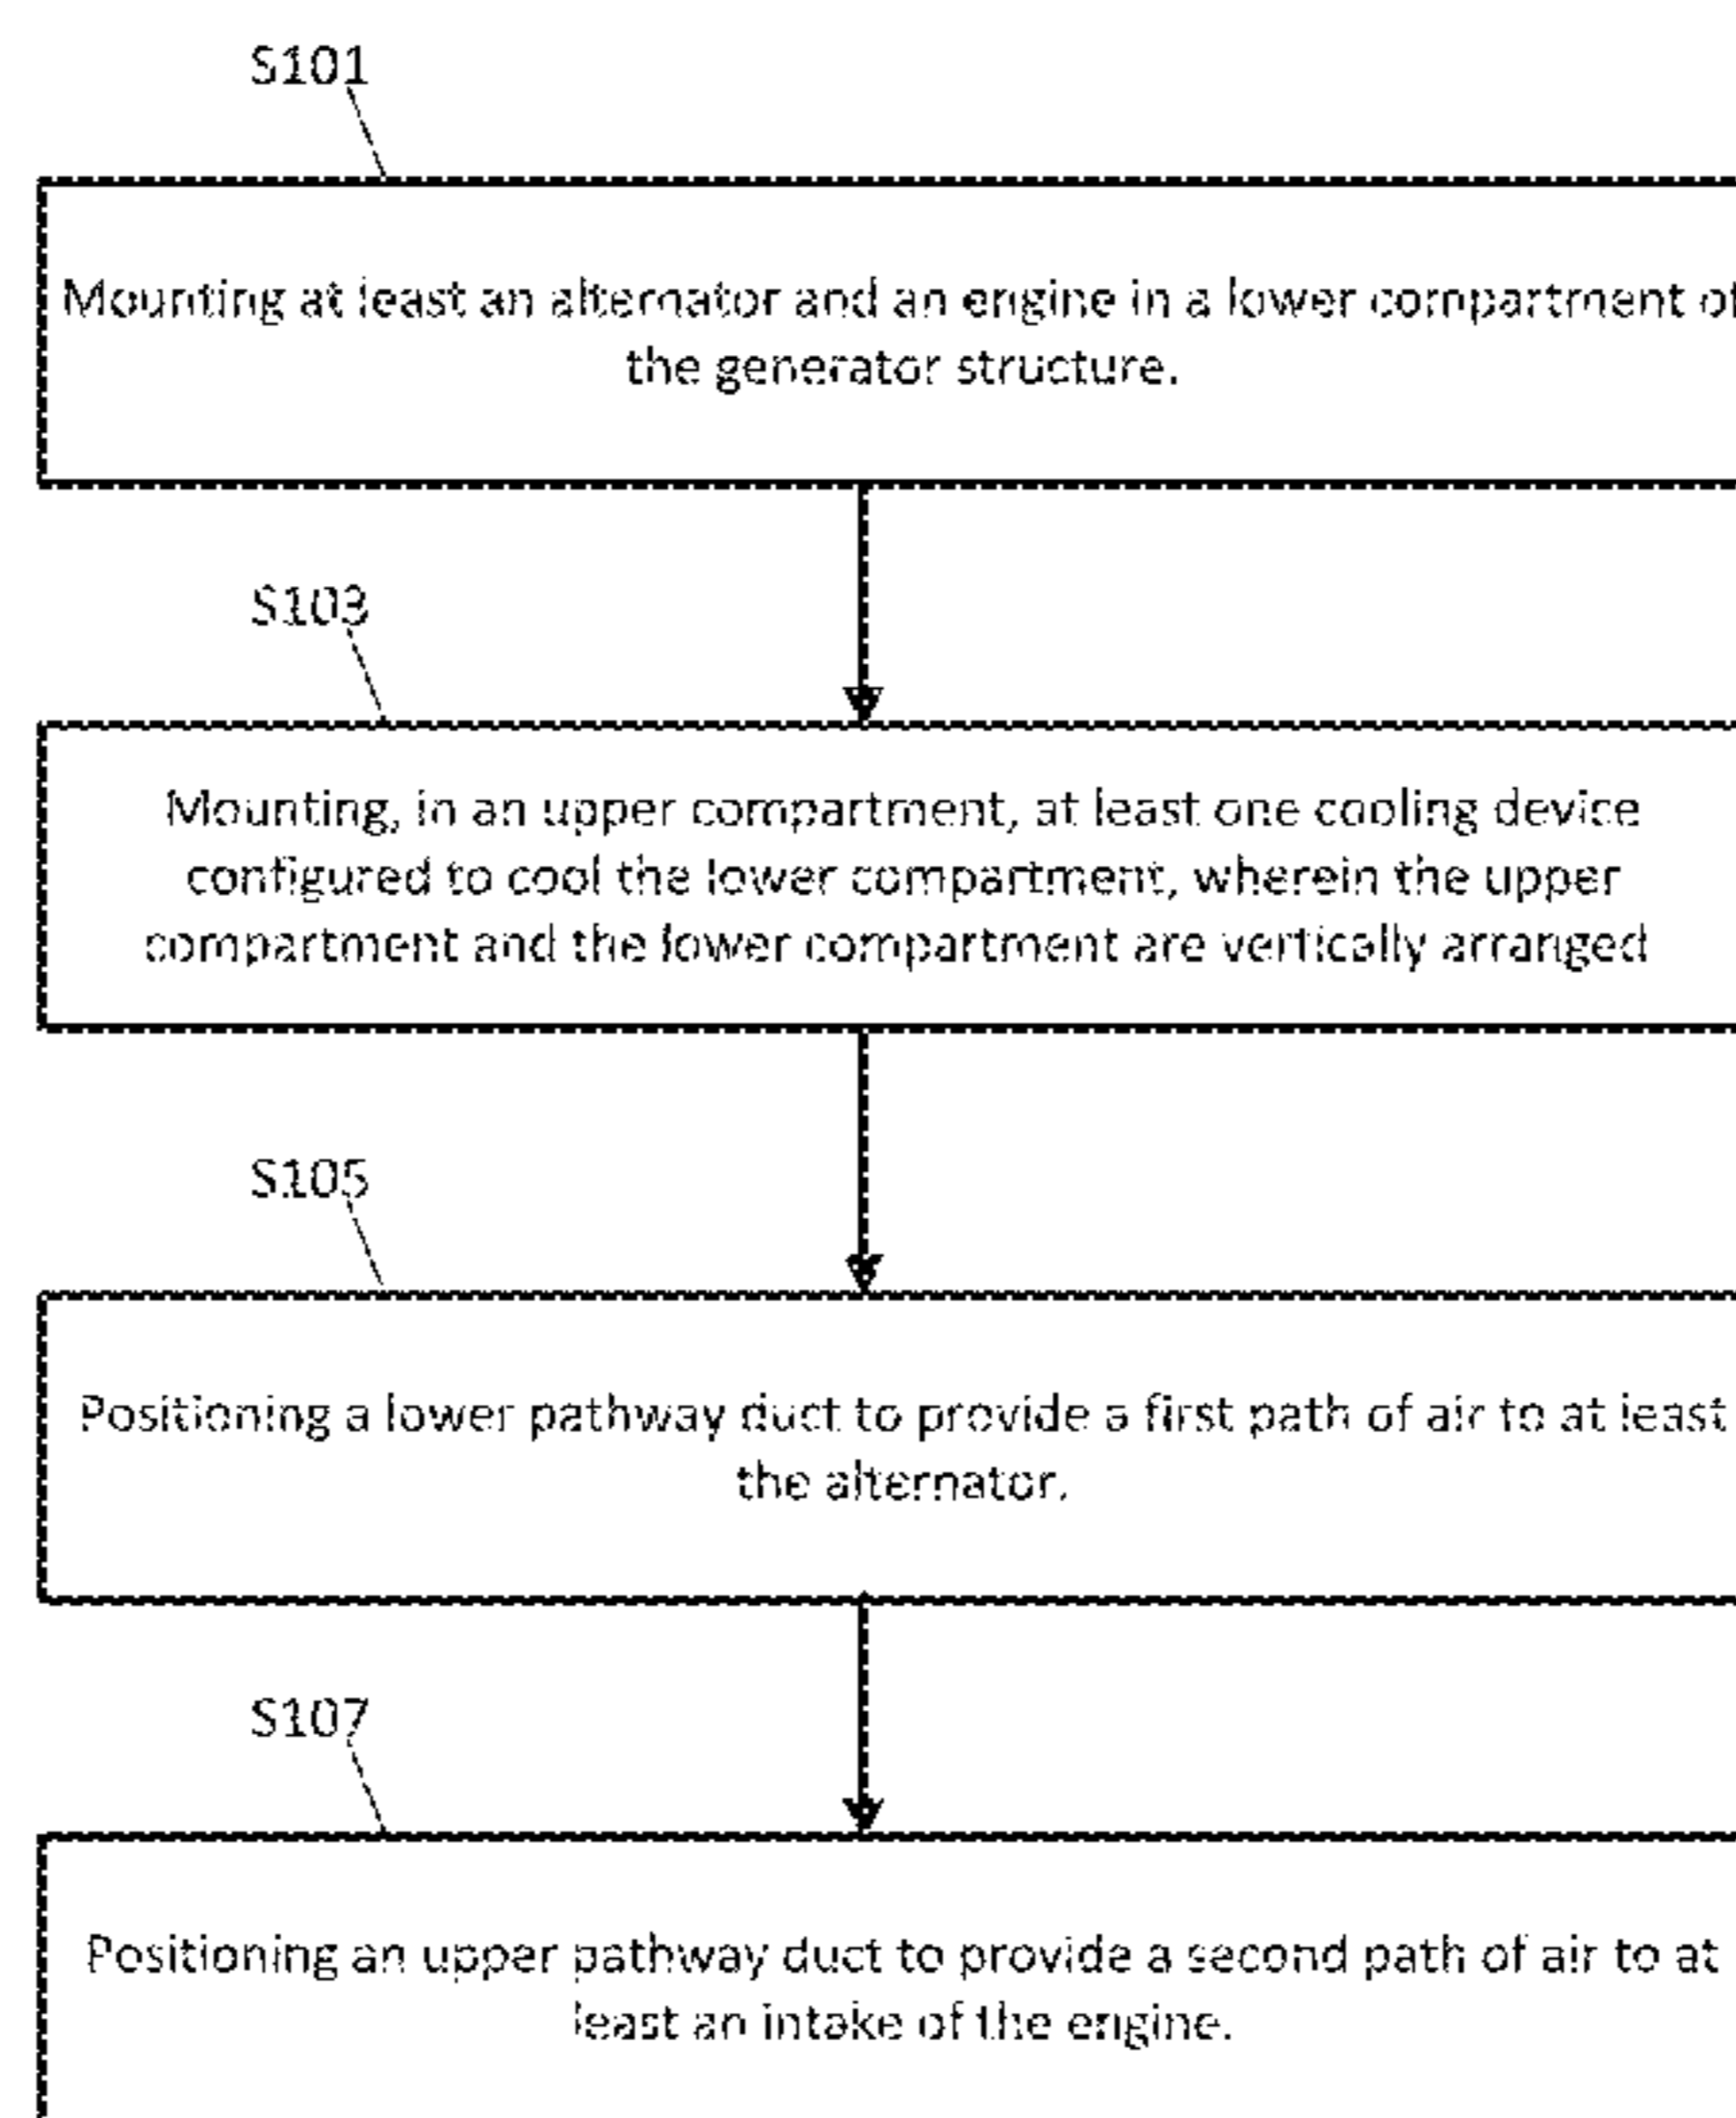 S101
Mounting at least an alternator and an engine in a lower compartment of
the generator structure.
S103
Mounting, in an upper compartment, at least one cooling device
configured to cool the lower compartment, wherein the upper
compartment and the lower compartment are vertically arranged
S105
Positioning a lower pathway duct to provide a first path of air to at least
the alternator.
S107
Positioning an upper pathway duct to provide a second path of air to at
least an intake of the engine.